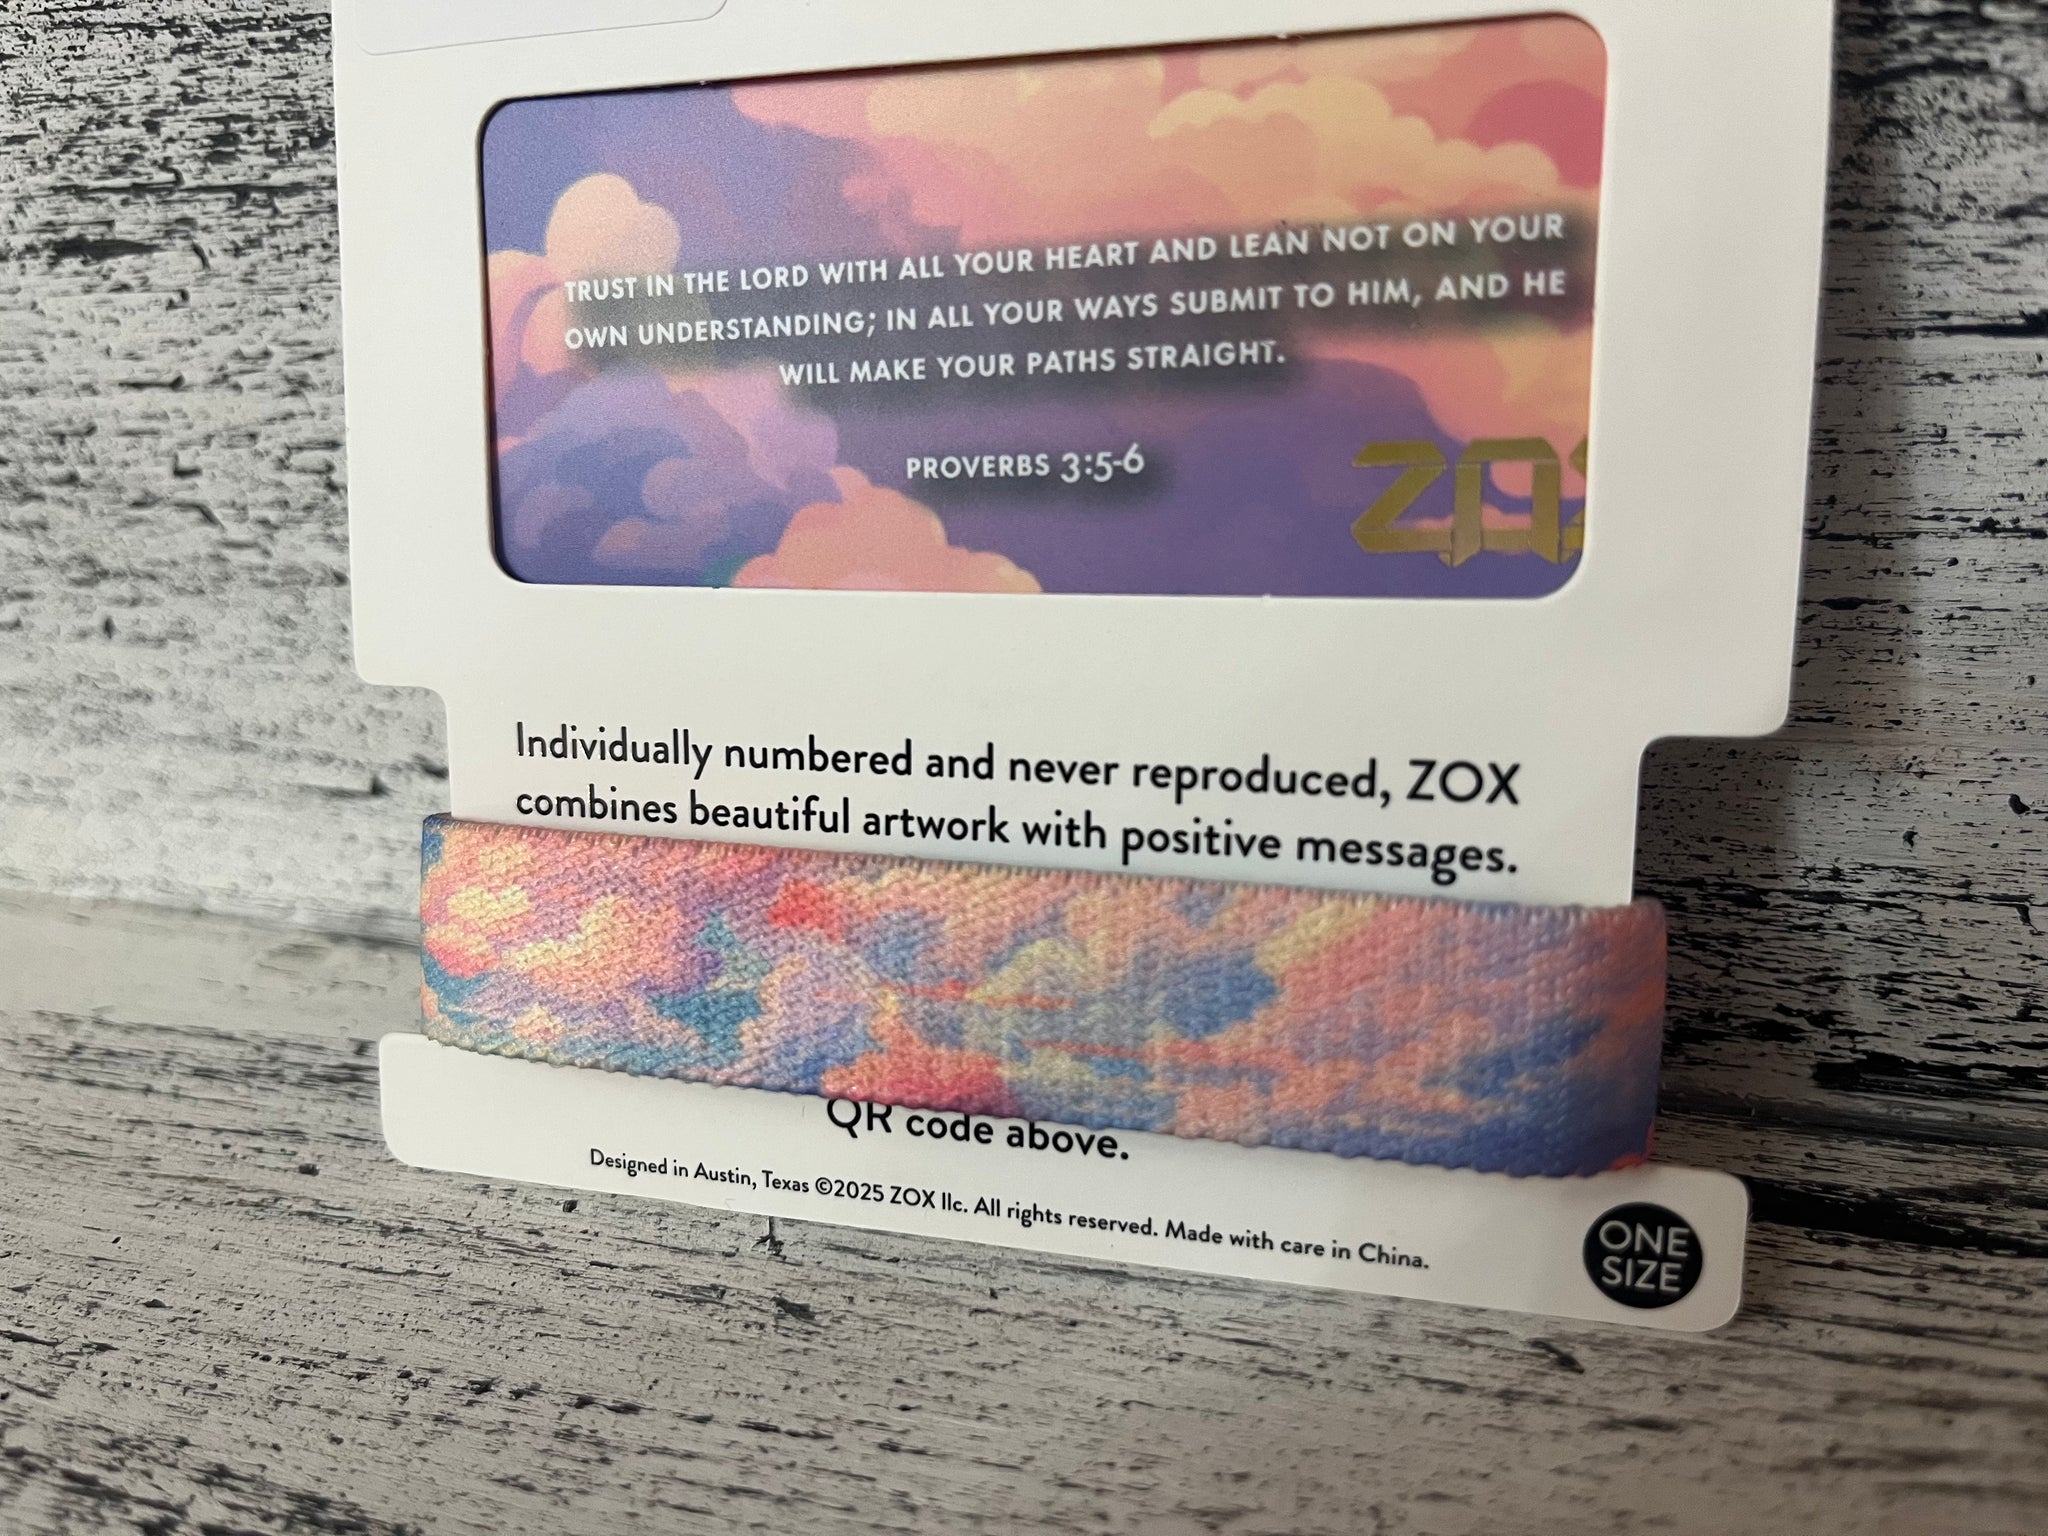 TRUST IN THE LORD WITH ALL YOUR HEART AND LEAN NOT ON YOUR
OWN UNDERSTANDING; IN ALL YOUR WAYS SUBMIT TO HIM, AND HE
WILL MAKE YOUR PATHS STRAIGHT.
PROVERBS 3:5-6
ZOX
Individually numbered and never reproduced, ZOX
combines beautiful artwork with positive messages.
QR code above.
Designed in Austin, Texas ©2025 ZOX llc. All rights reserved. Made with care in China.
ONE
SIZE